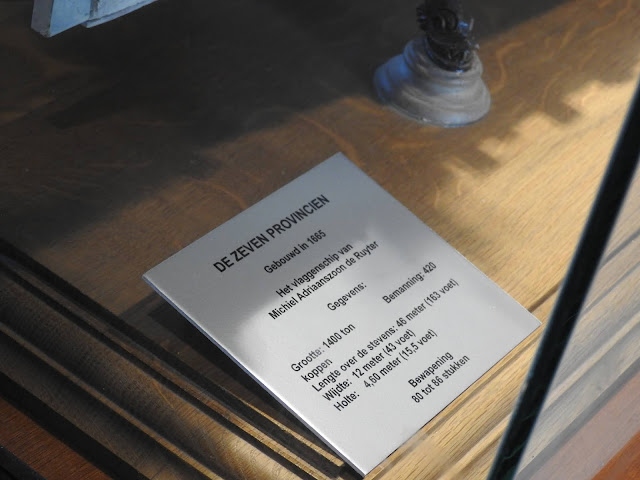 DE ZEVEN PROVINCIEN
Gebouwd in 1665
Het vlaggenschip van
Michiel Adriaanszoon de Ruyter
Gegevens:
Grootte: 1400 ton Bemanning: 420
koppen
Lengte over de stevens: 46 meter (163 voet)
Wijdte: 12 meter (43 voet)
Holte: 4,60 meter (15,5 voet)
Bewapening
80 tot 86 stukken